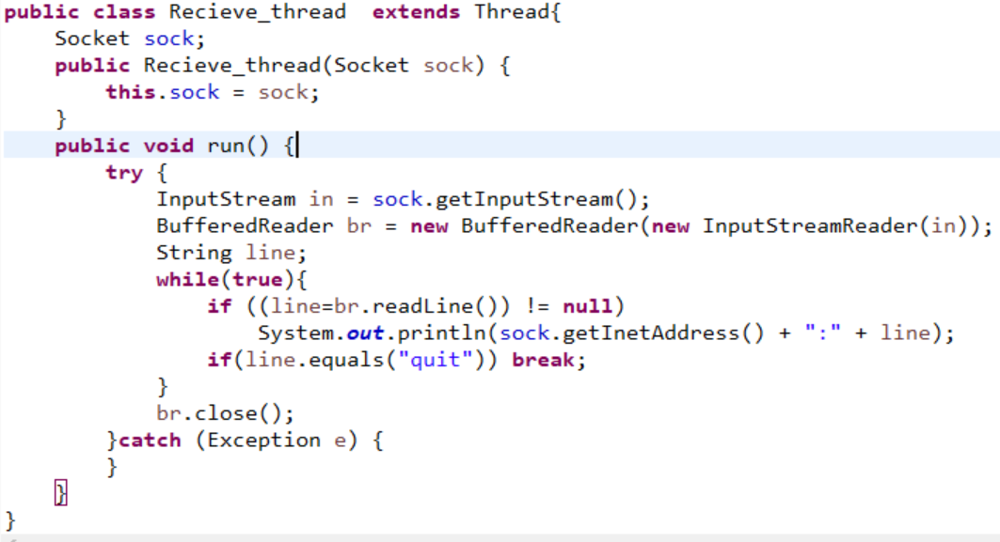 public class Recieve_thread  extends Thread{
    Socket sock;
    public Recieve_thread(Socket sock) {
        this.sock = sock;
    }
    public void run() {
        try {
            InputStream in = sock.getInputStream();
            BufferedReader br = new BufferedReader(new InputStreamReader(in));
            String line;
            while(true){
                if ((line=br.readLine()) != null)
                    System.out.println(sock.getInetAddress() + ":" + line);
                if(line.equals("quit")) break;
            }
            br.close();
        }catch (Exception e) {
        }
    }
}